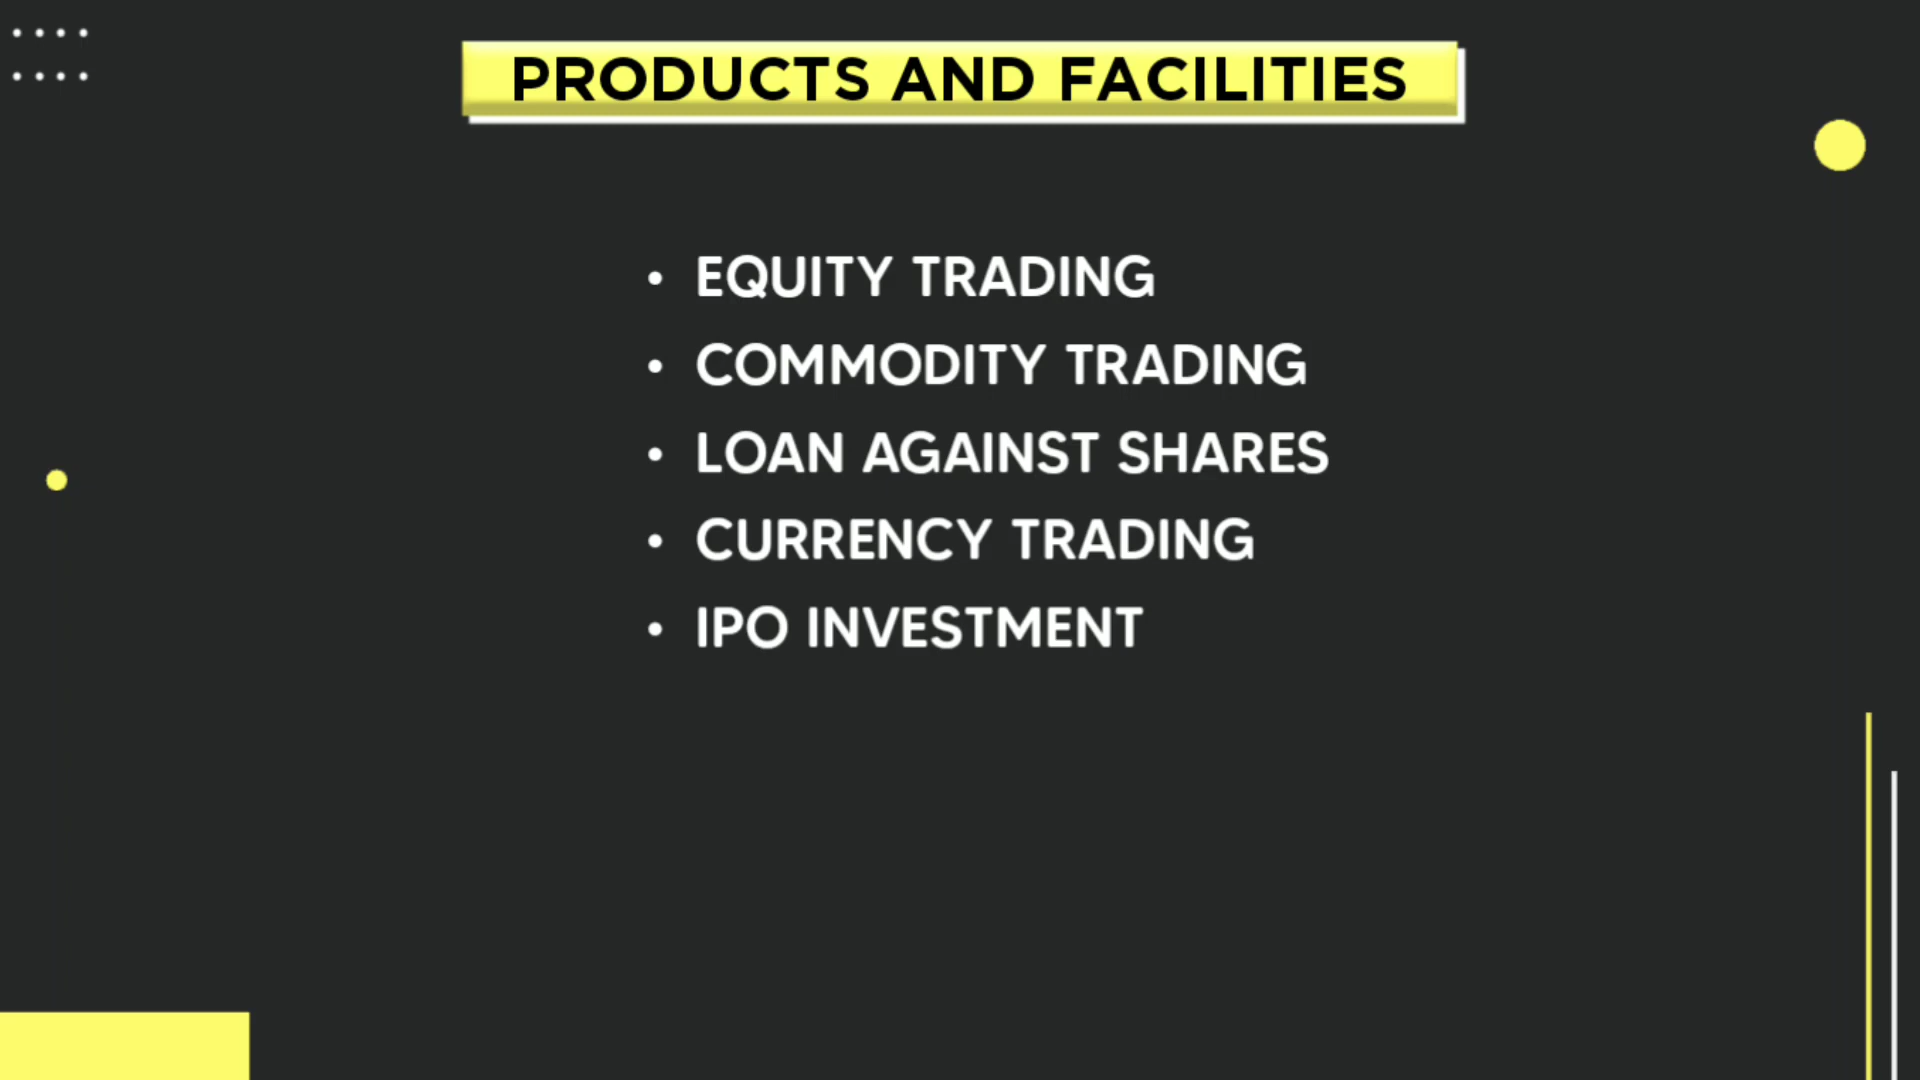 PRODUCTS AND FACILITIES
• EQUITY TRADING
• COMMODITY TRADING
• LOAN AGAINST SHARES
• CURRENCY TRADING
• IPO INVESTMENT